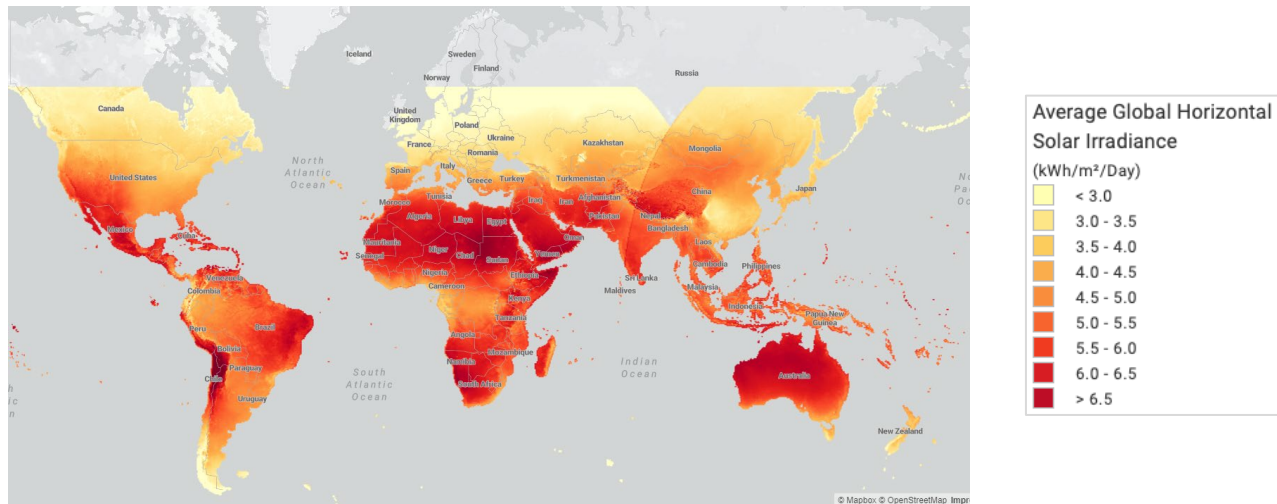 Iceland
Sweden
Finland
Norway
Russia
Canada
United
Kingdom
Poland
Ukraine
France
Kazakhstan
Mongolia
Romania
North
Atlantic
Ocean
Italy
Spain
Greece
Turkey
Turkmenistan
United States
China
Japan
Tunisia
Morocco
Iraq
Iran
Afghanistan
Algeria
Libya
Egypt
Pakistan
Nepal
Mexico
Cuba
Bangladesh
Oman
Mauritania
Laos
Niger
Chad
Sudan
Yemen
Senegal
Cambodia
Philippines
Nigeria
Ethiopia
Venezuela
Sri Lanka
Cameroon
Colombia
Maldives
Malaysia
Kenya
Indonesia
Papua New
Guinea
Tanzania
Peru
Brazil
Angola
Bolivia
Mozambique
Namibia
Indian
Ocean
Paraguay
South
Atlantic
Ocean
Chile
Australia
South Africa
Uruguay
New Zealand
© Mapbox © OpenStreetMap
Average Global Horizontal
Solar Irradiance
(kWh/m²/Day)
< 3.0
3.0 - 3.5
3.5 - 4.0
4.0 - 4.5
4.5 - 5.0
5.0 - 5.5
5.5 - 6.0
6.0 - 6.5
> 6.5